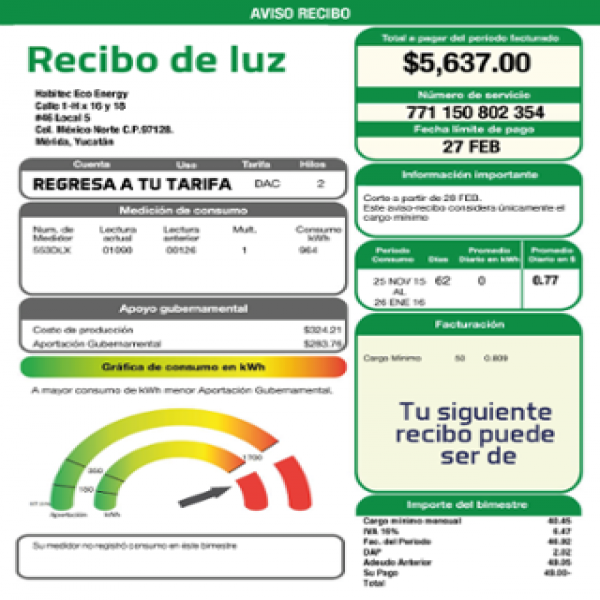 AVISO RECIBO
Recibo de luz
Habitec Eco Energy
Calle 1-H x 16 y 18
#46 Local 5
Col. México Norte C.P.97128.
Mérida, Yucatán
Total a pagar del periodo facturado
$5,637.00
Número de servicio
771 150 802 354
Fecha límite de pago
27 FEB
Cuenta Uso Tarifa Hilos
REGRESA A TU TARIFA DAC 2
Información importante
Corte a partir de 28 FEB.
Este aviso-recibo considera únicamente el
cargo mínimo
Medición de consumo
Num. de Medidor Lectura actual Lectura anterior Mult. Consumo kWh
01090 00126 1 964
Periodo Consumo Días Promedio Diario en kWh Promedio Diario en $
25 NOV 15 AL 26 ENE 16 62 0 0.77
Apoyo gubernamental
Costo de producción $324.21
Aportación Gubernamental $283.76
Facturación
Cargo Mínimo 50 0.809
Tu siguiente
recibo puede
ser de
Gráfica de consumo en kWh
A mayor consumo de kWh menor Aportación Gubernamental.
1700
350
150
Aportación kWh
Su medidor no registró consumo en éste bimestre
Importe del bimestre
Cargo mínimo mensual 40.45
IVA 16% 6.47
Fac. del Periodo 46.92
DAP 2.02
Adeudo Anterior 49.05
Su Pago 49.00-
Total